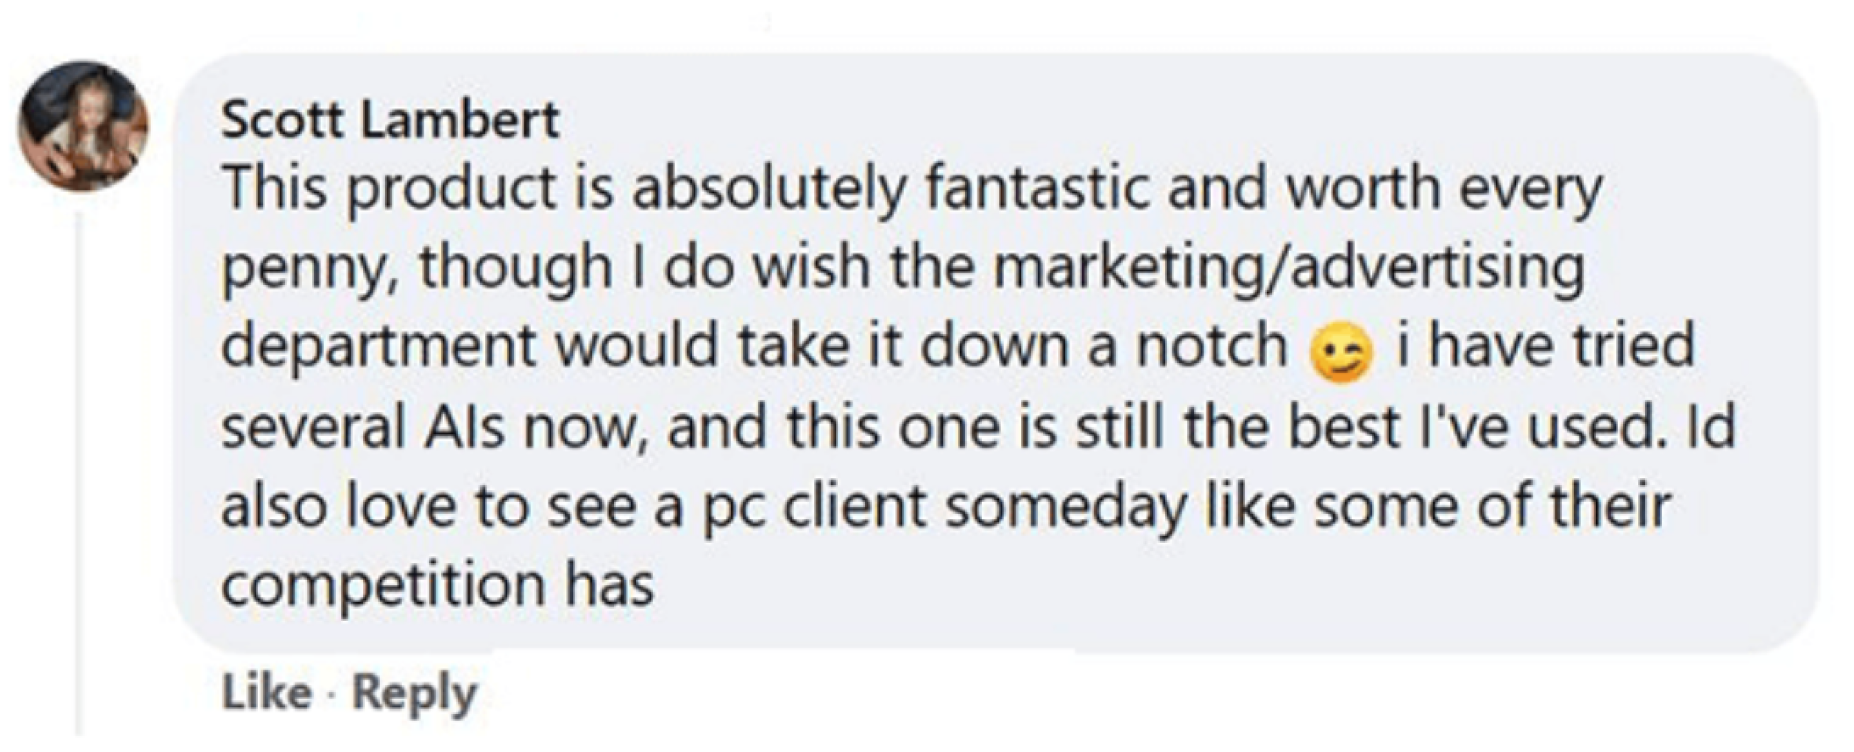 Scott Lambert
This product is absolutely fantastic and worth every
penny, though I do wish the marketing/advertising
department would take it down a notch 😉 i have tried
several AIs now, and this one is still the best I've used. Id
also love to see a pc client someday like some of their
competition has
Like · Reply